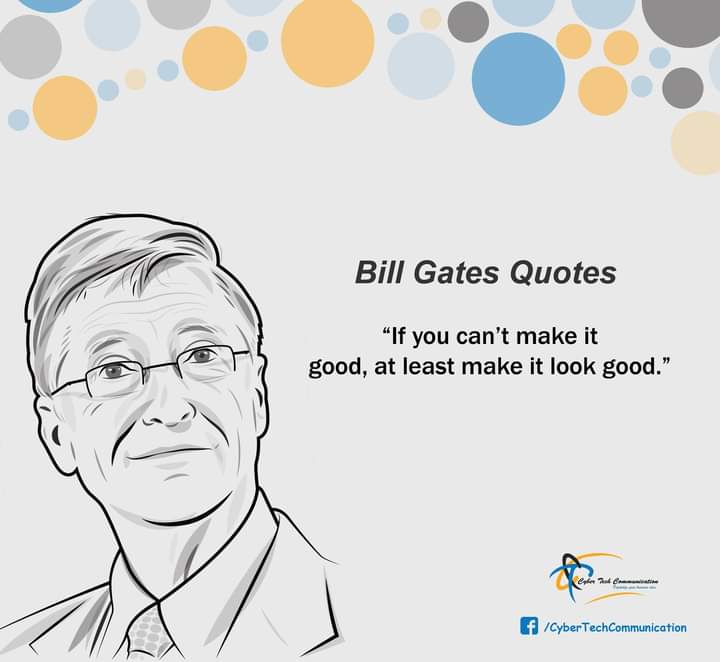 Bill Gates Quotes
“If you can’t make it
good, at least make it look good.”
Cyber Tech Communication
/CyberTechCommunication